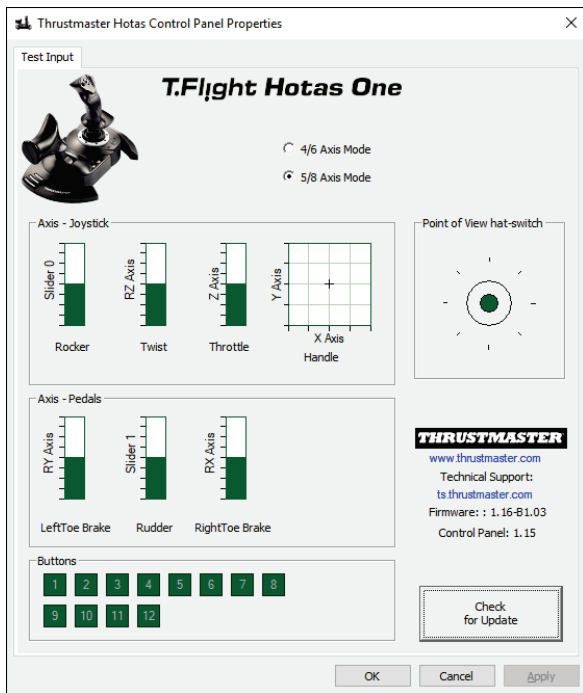 Thrustmaster Hotas Control Panel Properties
Test Input
T.Flight Hotas One
4/6 Axis Mode
5/8 Axis Mode
Axis - Joystick
Slider 0
RZ Axis
Z Axis
Y Axis
X Axis
Rocker
Twist
Throttle
Handle
Point of View hat-switch
Axis - Pedals
RY Axis
Slider 1
RX Axis
LeftToe Brake
Rudder
RightToe Brake
THRUSTMASTER
www.thrustmaster.com
Technical Support:
ts.thrustmaster.com
Firmware: : 1.16-B1.03
Control Panel: 1.15
Buttons
1 2 3 4 5 6 7 8
9 10 11 12
Check
for Update
OK
Cancel
Apply